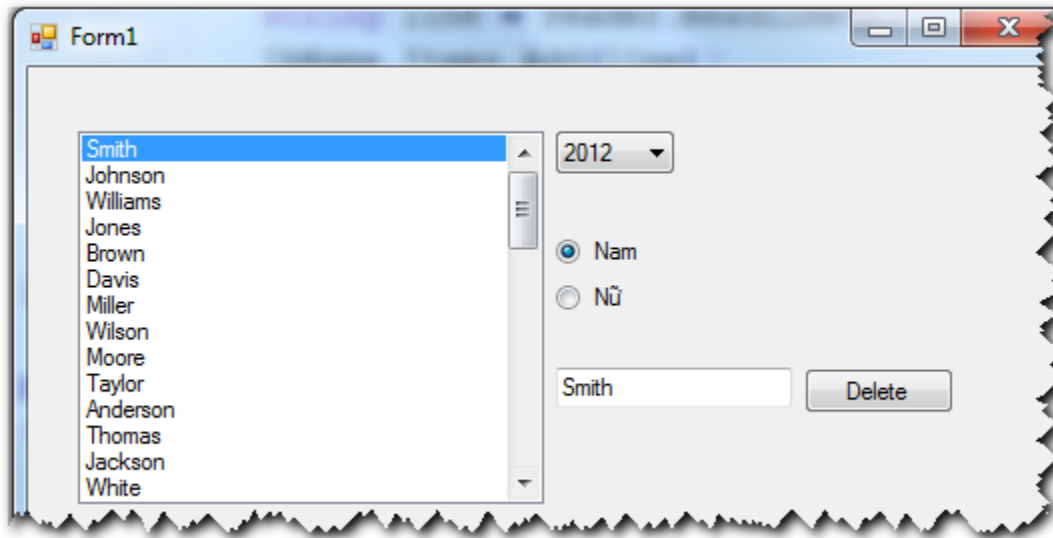 Form1
Smith
Johnson
Williams
Jones
Brown
Davis
Miller
Wilson
Moore
Taylor
Anderson
Thomas
Jackson
White
2012
Nam
Nữ
Smith
Delete